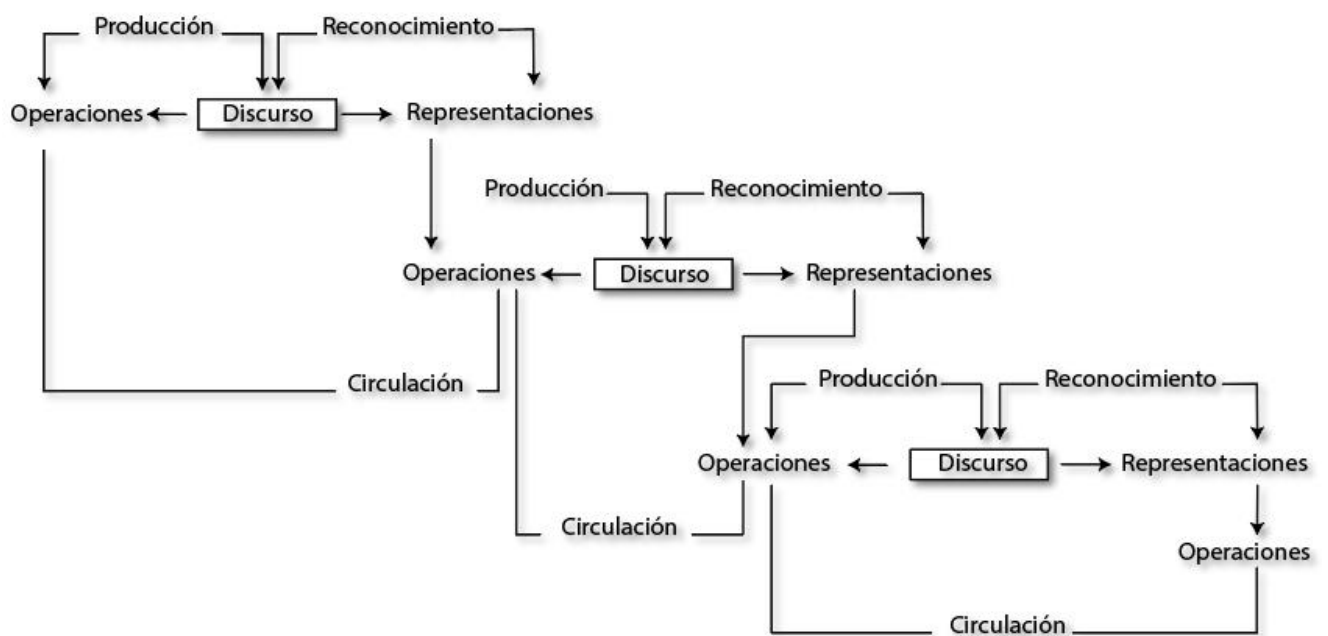 Producción Reconocimiento
Operaciones Discurso Representaciones
Producción Reconocimiento
Operaciones Discurso Representaciones
Circulación Producción Reconocimiento
Operaciones Discurso Representaciones
Circulación
Operaciones
Circulación